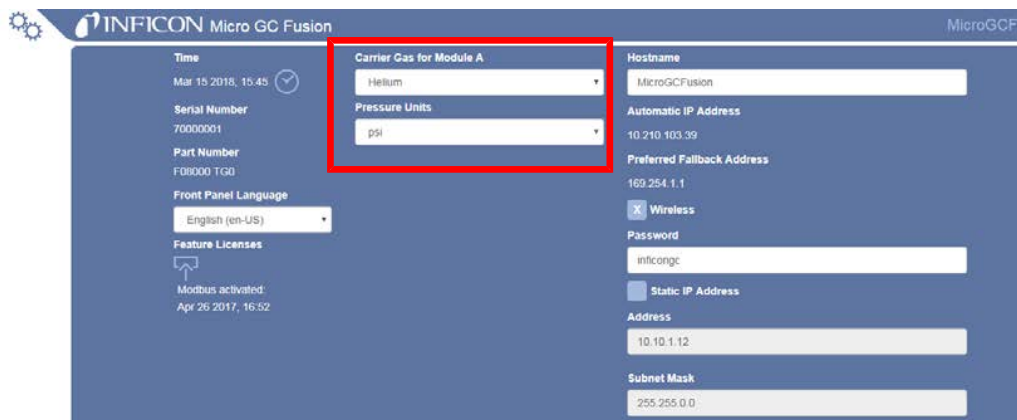 INFICON Micro GC Fusion
MicroGCF
Time
Mar 15 2018, 15:45
Serial Number
70000001
Part Number
F08000 TG0
Front Panel Language
English (en-US)
Feature Licenses
Modbus activated:
Apr 26 2017, 16:52
Carrier Gas for Module A
Helium
Pressure Units
psi
Hostname
MicroGCFusion
Automatic IP Address
10.210.103.39
Preferred Fallback Address
169.254.1.1
X Wireless
Password
inficongc
Static IP Address
Address
10.10.1.12
Subnet Mask
255.255.0.0